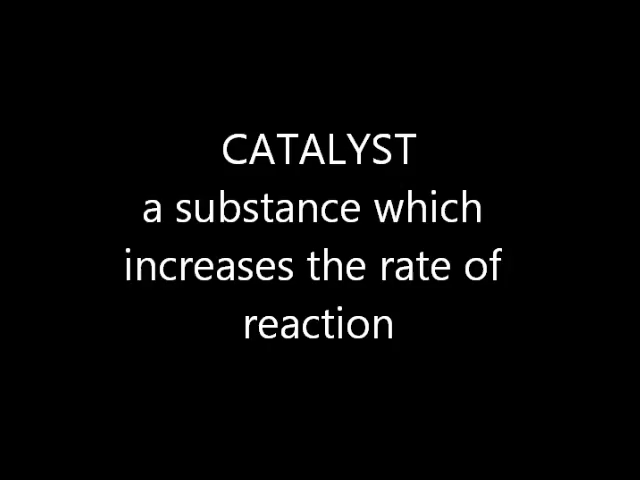 CATALYST
a substance which
increases the rate of
reaction